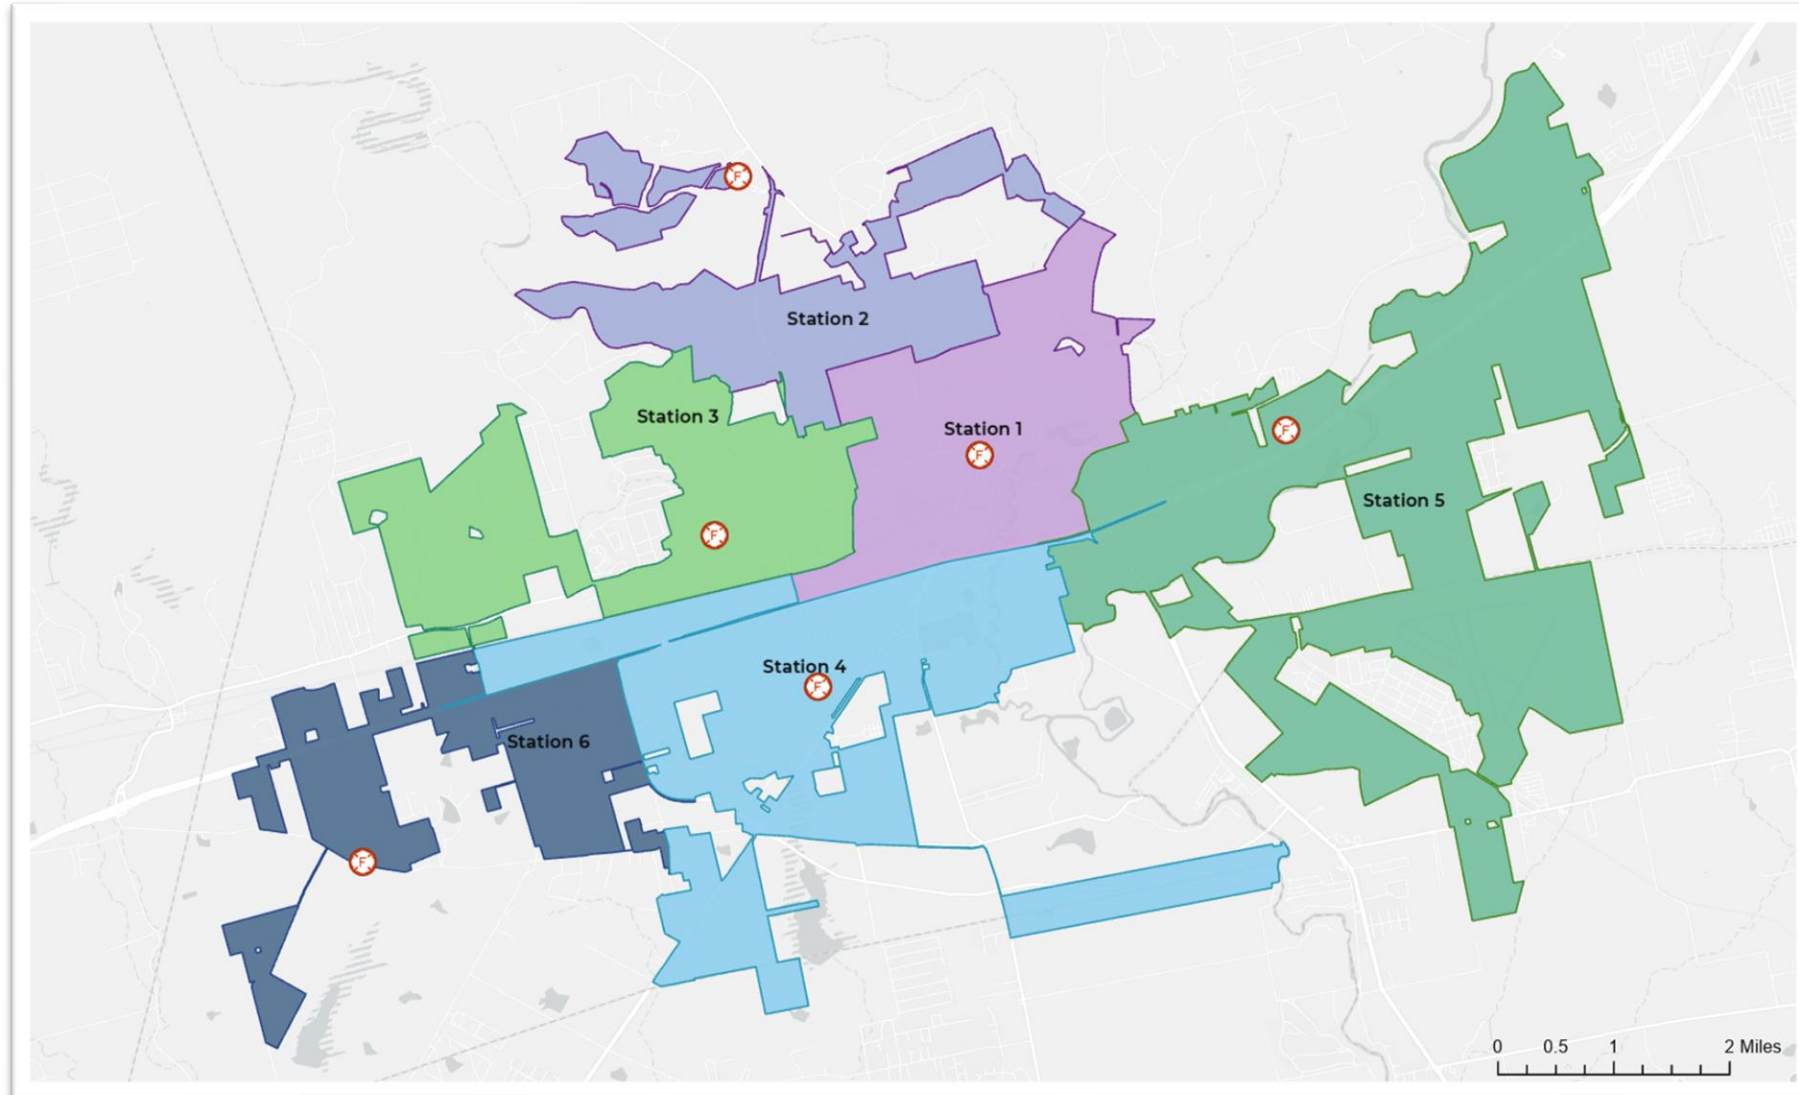 F
Station 2
Station 3
Station 1
F
F
Station 5
F
Station 4
F
Station 6
F
0 0.5 1 2 Miles